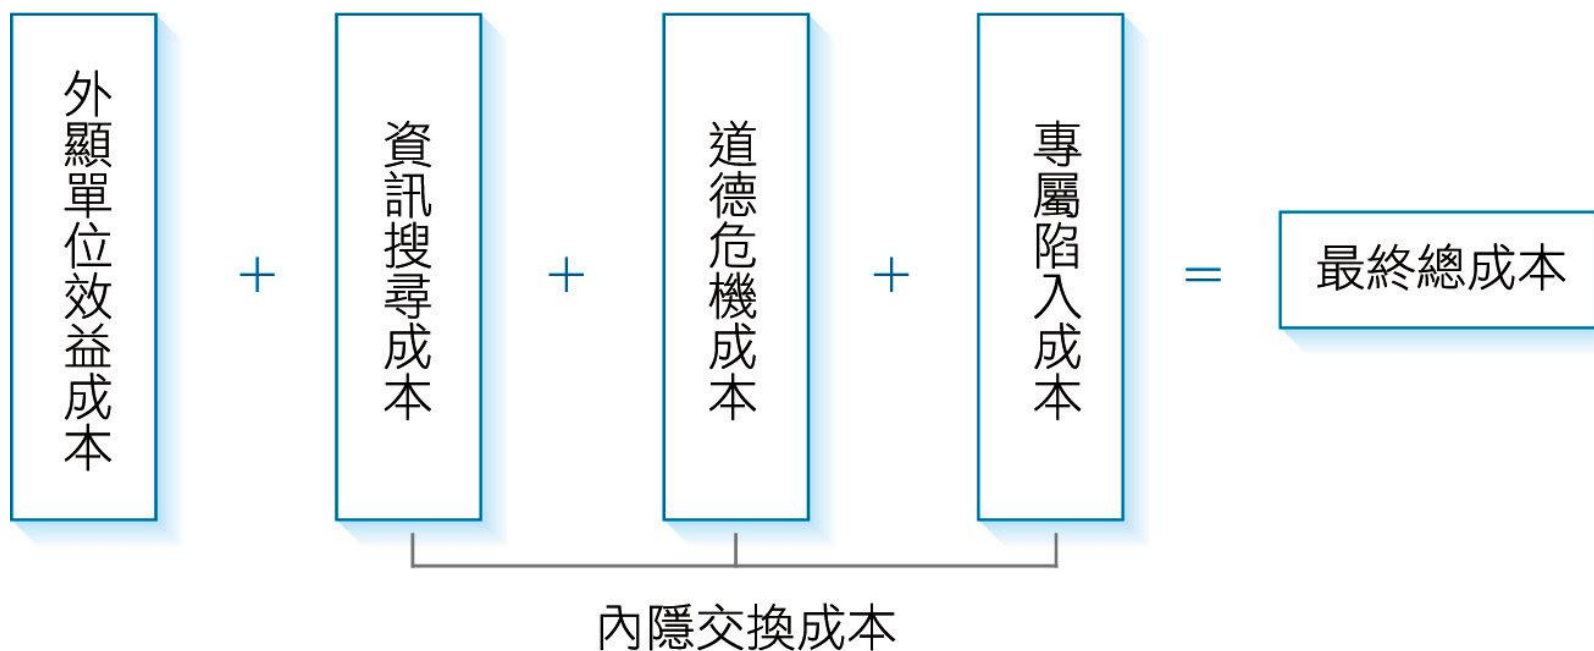 外顯單位效益成本
+
資訊搜尋成本
+
道德危機成本
+
專屬陷入成本
=
最終總成本
內隱交換成本